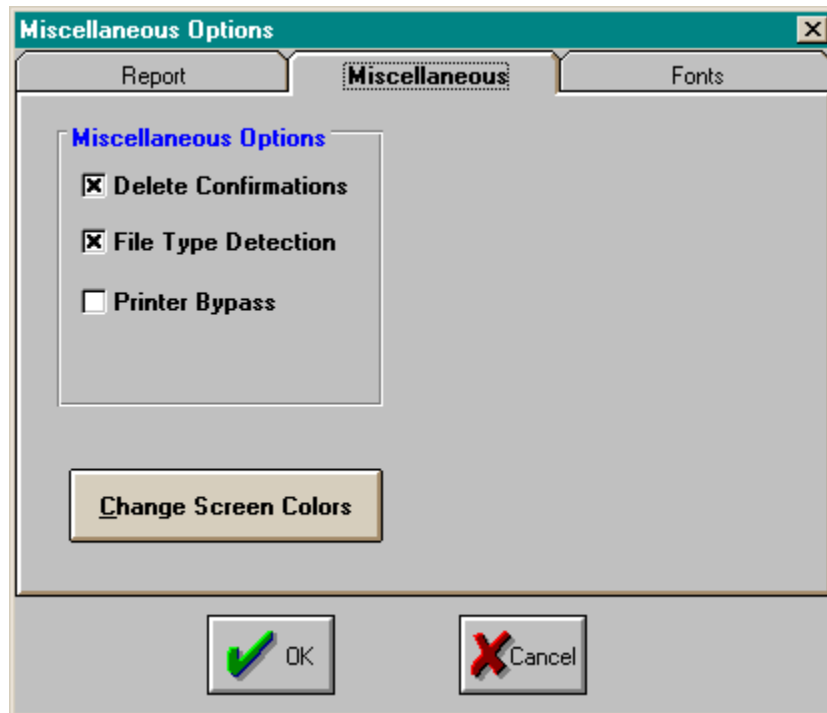 Miscellaneous Options
Report
Miscellaneous
Fonts
Miscellaneous Options
Delete Confirmations
File Type Detection
Printer Bypass
Change Screen Colors
OK
Cancel